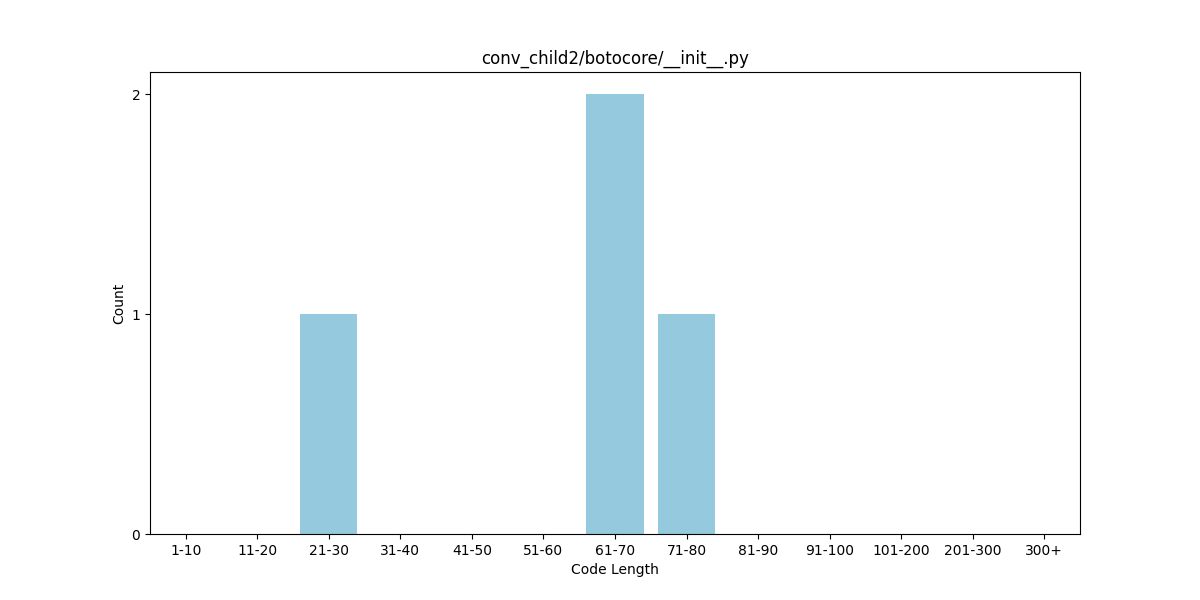 conv_child2/botocore/__init__.py
2
1
0
Count
1-10 11-20 21-30 31-40 41-50 51-60 61-70 71-80 81-90 91-100 101-200 201-300 300+
Code Length